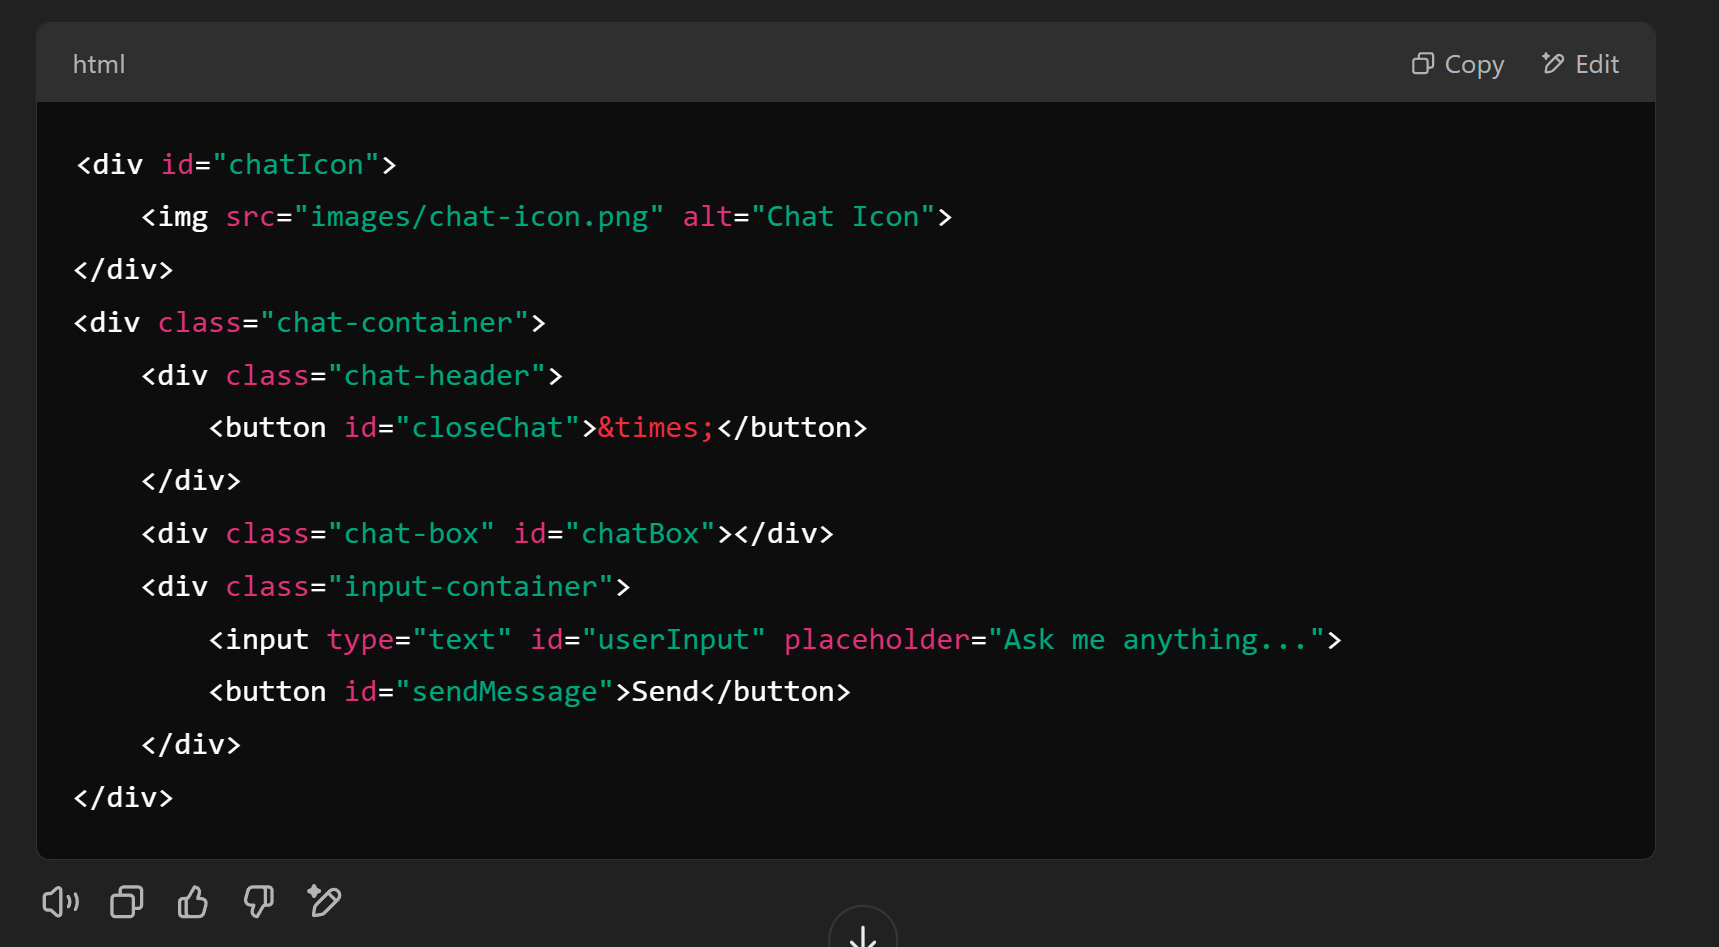 html
Copy
Edit
<div id="chatIcon">
    <img src="images/chat-icon.png" alt="Chat Icon">
</div>
<div class="chat-container">
    <div class="chat-header">
        <button id="closeChat">&times;</button>
    </div>
    <div class="chat-box" id="chatBox"></div>
    <div class="input-container">
        <input type="text" id="userInput" placeholder="Ask me anything...">
        <button id="sendMessage">Send</button>
    </div>
</div>